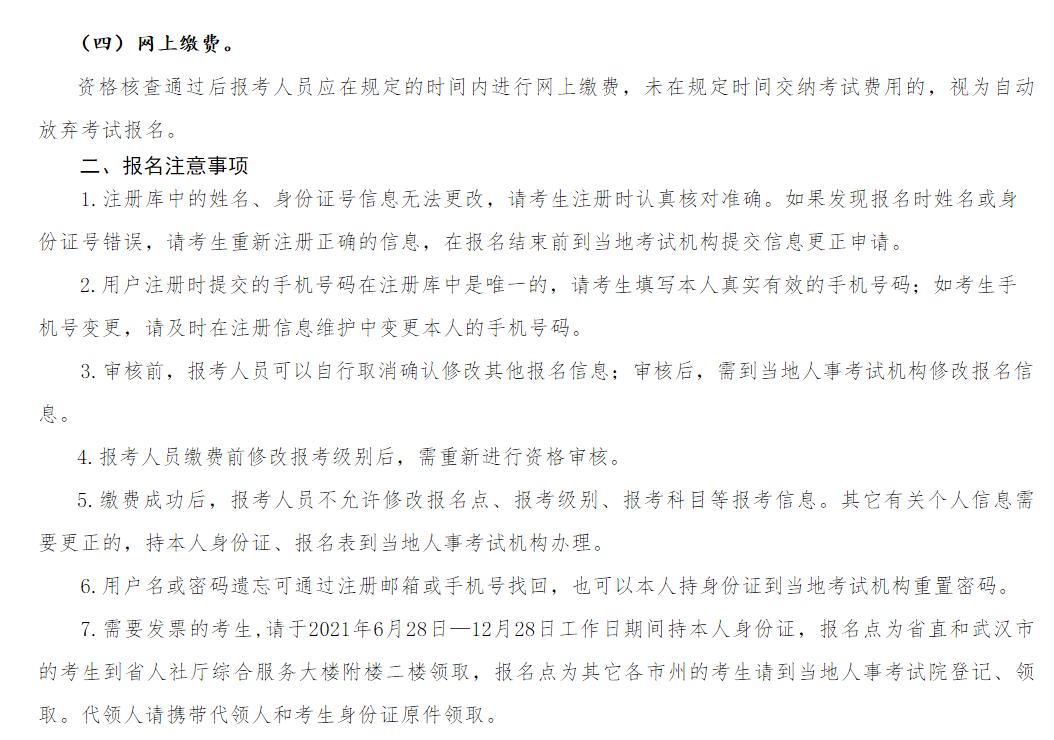 （四）网上缴费。
资格核查通过后报考人员应在规定的时间内进行网上缴费，未在规定时间交纳考试费用的，视为自动
放弃考试报名。
二、报名注意事项
1.注册库中的姓名、身份证号信息无法更改，请考生注册时认真核对准确。如果发现报名时姓名或身
份证号错误，请考生重新注册正确的信息，在报名结束前到当地考试机构提交信息更正申请。
2.用户注册时提交的手机号码在注册库中是唯一的，请考生填写本人真实有效的手机号码；如考生手
机号变更，请及时在注册信息维护中变更本人的手机号码。
3.审核前，报考人员可以自行取消确认修改其他报名信息；审核后，需到当地人事考试机构修改报名信
息。
4.报考人员缴费前修改报考级别后，需重新进行资格审核。
5.缴费成功后，报考人员不允许修改报名点、报考级别、报考科目等报考信息。其它有关个人信息需
要更正的，持本人身份证、报名表到当地人事考试机构办理。
6.用户名或密码遗忘可通过注册邮箱或手机号找回，也可以本人持身份证到当地考试机构重置密码。
7.需要发票的考生,请于2021年6月28日—12月28日工作日期间持本人身份证，报名点为省直和武汉市
的考生到省人社厅综合服务大楼附楼二楼领取，报名点为其它各市州的考生请到当地人事考试院登记、领
取。代领人请携带代领人和考生身份证原件领取。